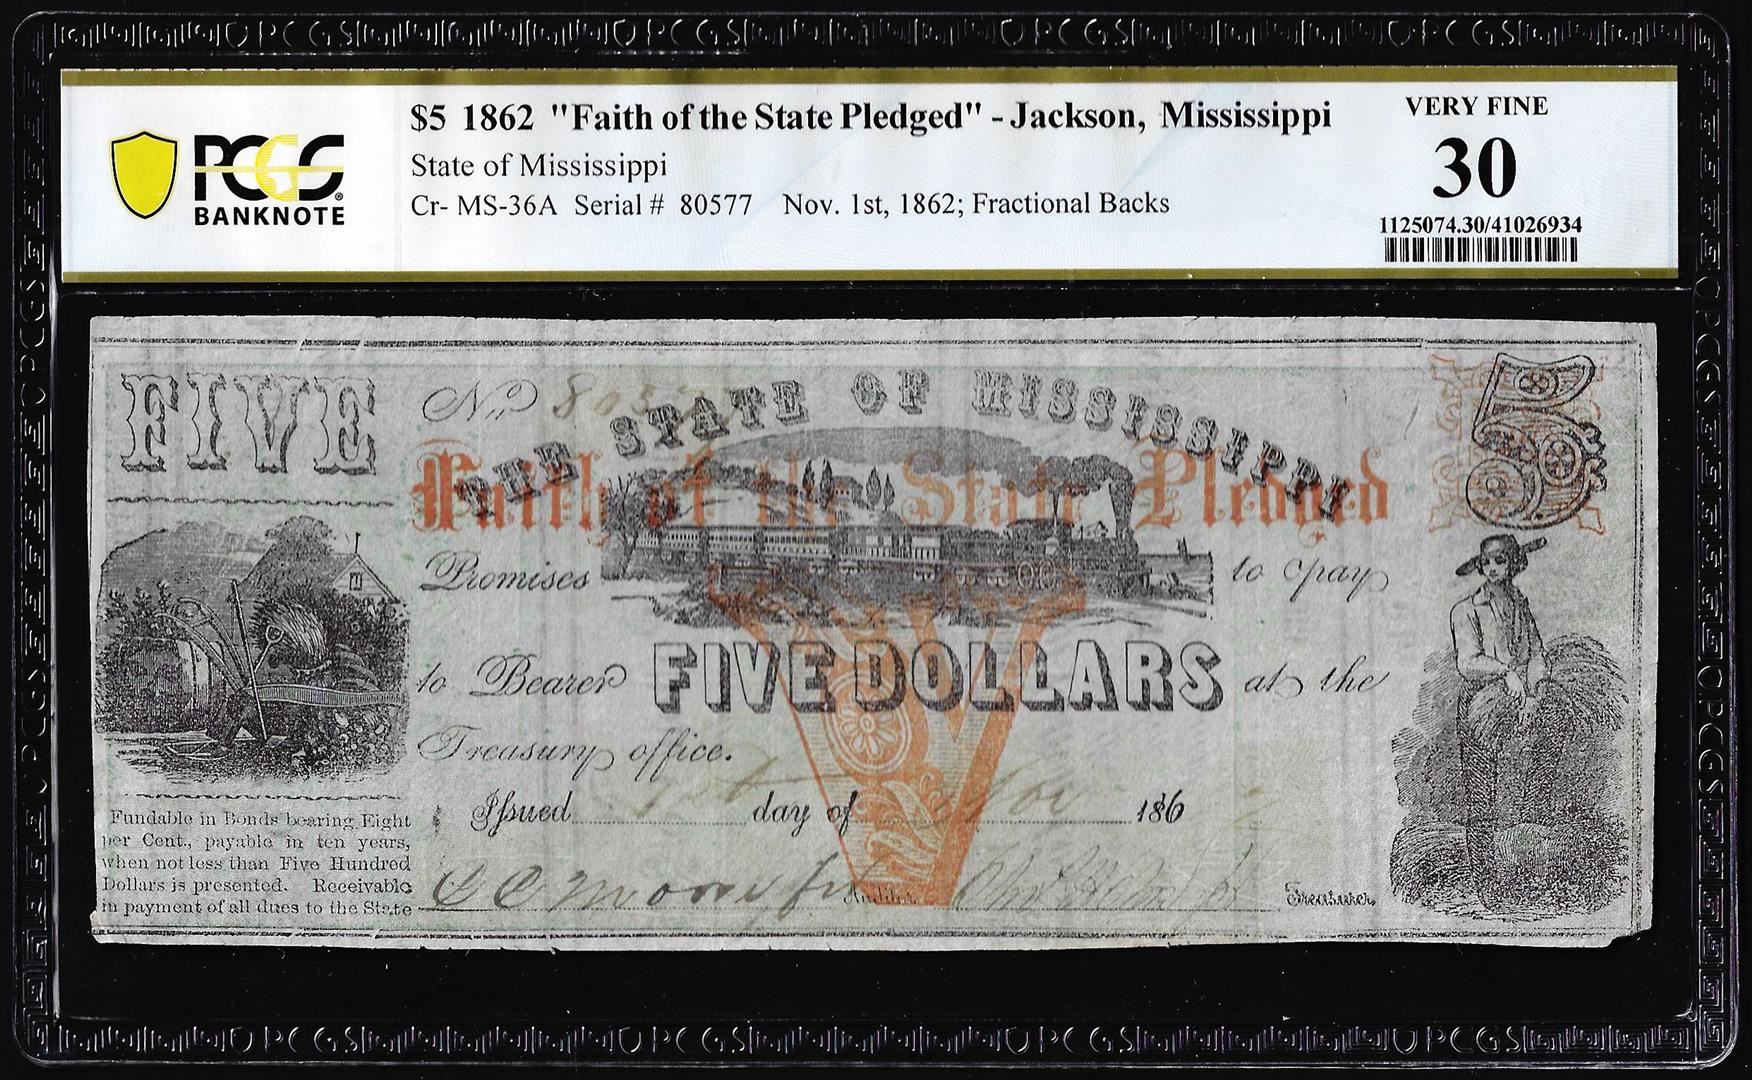 PCGS BANKNOTE
$5 1862 "Faith of the State Pledged" - Jackson, Mississippi
State of Mississippi
Cr- MS-36A Serial # 80577 Nov. 1st, 1862; Fractional Backs
VERY FINE
30
1125074.30/41026934
FIVE
No
THE STATE OF MISSISSIPPI
5
Faith of the State Pledged
Promises to pay
to Bearer FIVE DOLLARS at the
Treasury office.
Issued 1st day of Nov 186
Fundable in Bonds bearing Eight
per Cent., payable in ten years,
when not less than Five Hundred
Dollars is presented. Receivable
in payment of all dues to the State
Auditor
Treasurer